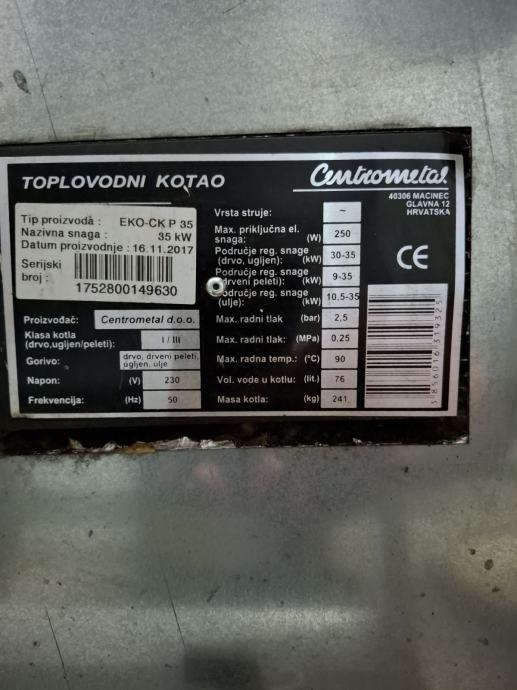 TOPLOVODNI KOTAO
Centrometal
40306 MACINEC
GLAVNA 12
HRVATSKA
Tip proizvoda : EKO-CK P 35
Nazivna snaga : 35 kW
Datum proizvodnje : 16.11.2017
Serijski
broj :
1752800149630
Proizvođač: Centrometal d.o.o.
Klasa kotla
(drvo,ugljen/peleti): I / III
Gorivo: drvo, drveni peleti,
ugljen, ulje
Napon: (V) 230
Frekvencija: (Hz) 50
Vrsta struje: ~
Max. priključna el.
snaga: (W) 250
Područje reg. snage
(drvo, ugljen): (kW) 30-35
Područje reg. snage
(drveni peleti): (kW) 9-35
Područje reg. snage
(ulje): (kW) 10,5-35
Max. radni tlak (bar) 2,5
Max. radni tlak: (MPa) 0,25
Max. radna temp.: (°C) 90
Vol. vode u kotlu: (lit.) 76
Masa kotla: (kg) 241
CE
3856016319325